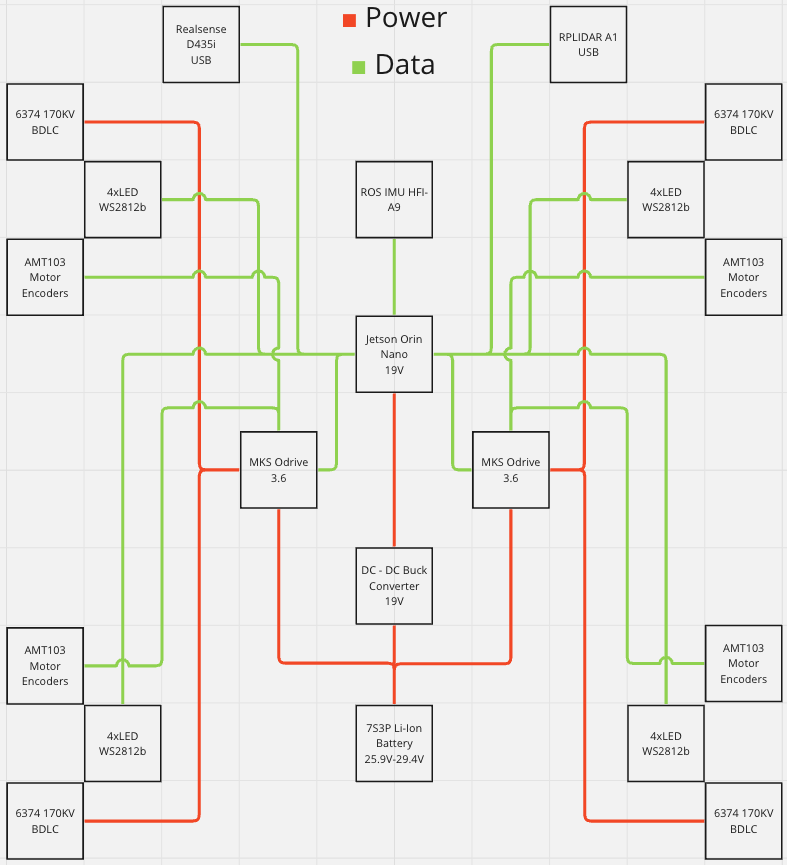 Power
Data
Realsense
D435i
USB
RPLIDAR A1
USB
6374 170KV
BDLC
6374 170KV
BDLC
4xLED
WS2812b
ROS IMU HFI-
A9
4xLED
WS2812b
AMT103
Motor
Encoders
AMT103
Motor
Encoders
Jetson Orin
Nano
19V
MKS Odrive
3.6
MKS Odrive
3.6
DC - DC Buck
Converter
19V
AMT103
Motor
Encoders
AMT103
Motor
Encoders
4xLED
WS2812b
7S3P Li-Ion
Battery
25.9V-29.4V
4xLED
WS2812b
6374 170KV
BDLC
6374 170KV
BDLC